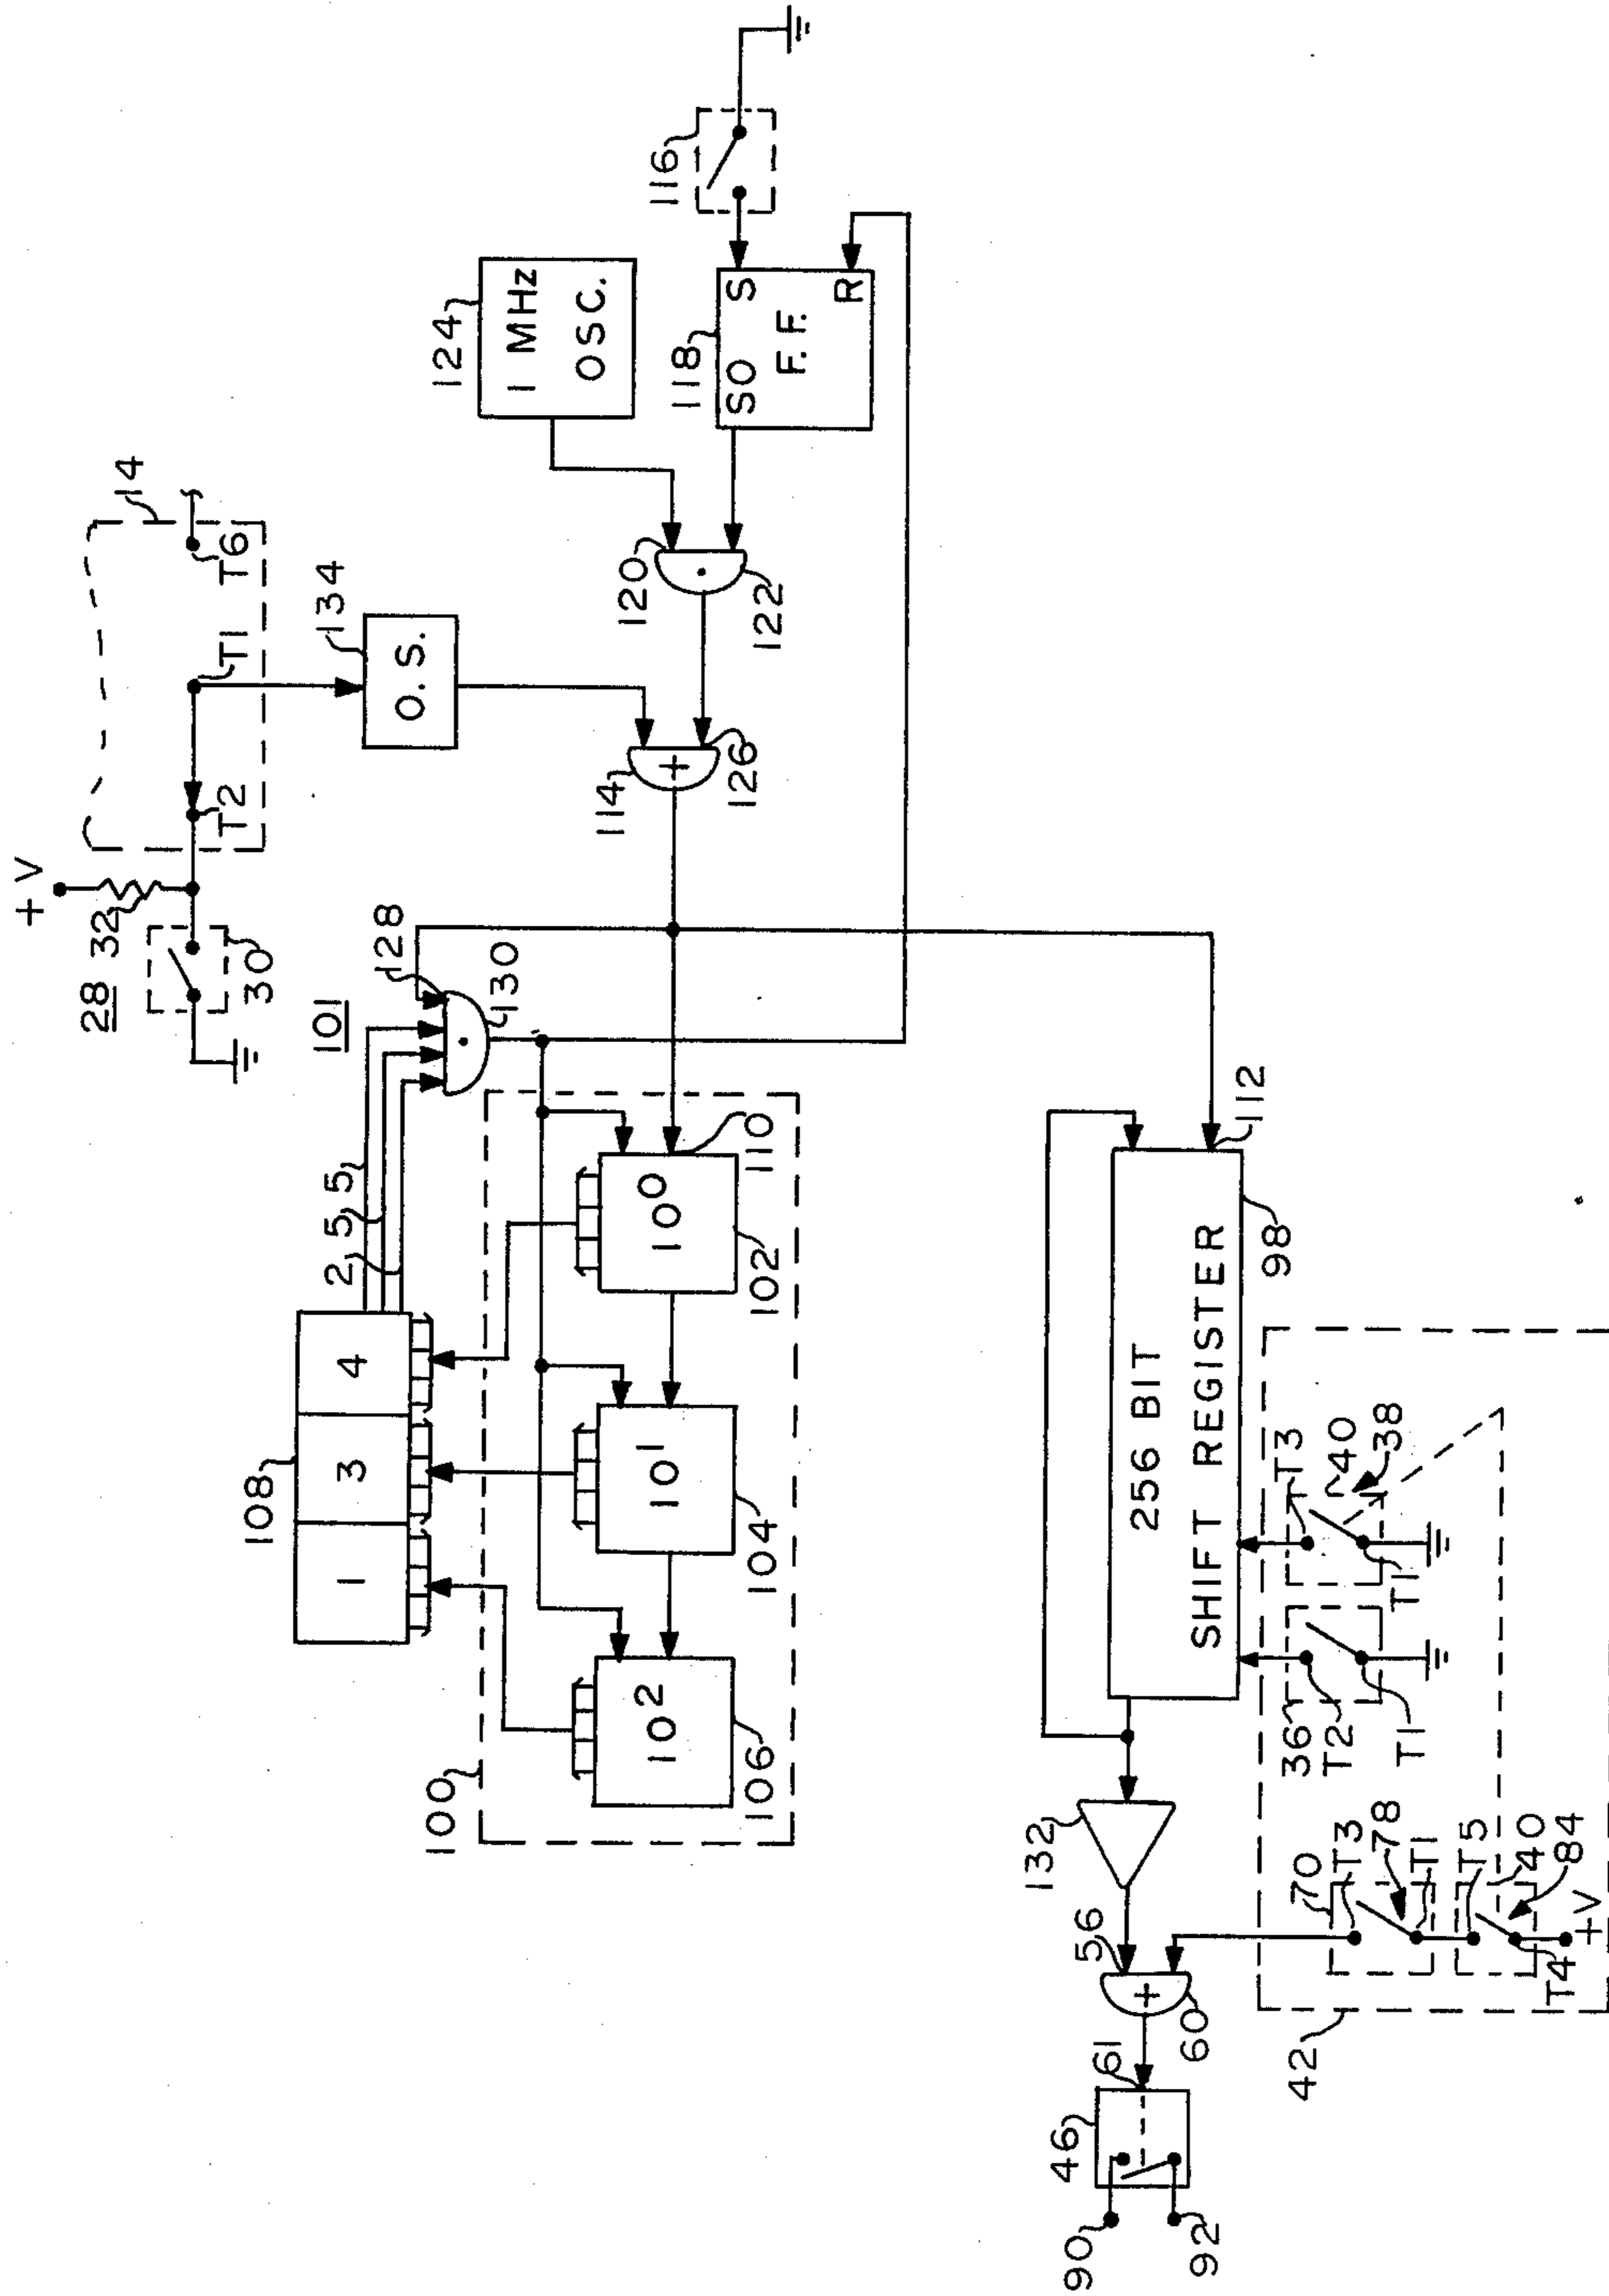 + V
28
32
30
14
T2
T1
T6
134
O. S.
124
1 MHz
OSC.
116
118
SO
S
F.F.
R
120
122
114
+
126
101
128
130
5
5
2
108
1
3
4
100
10²
10¹
10⁰
106
104
102
110
112
256 BIT
SHIFT REGISTER
98
132
56
+
60
61
46
90
92
42
36
T2
T1
T3
40
38
T1
70
T3
78
T1
T5
40
84
T4
+V